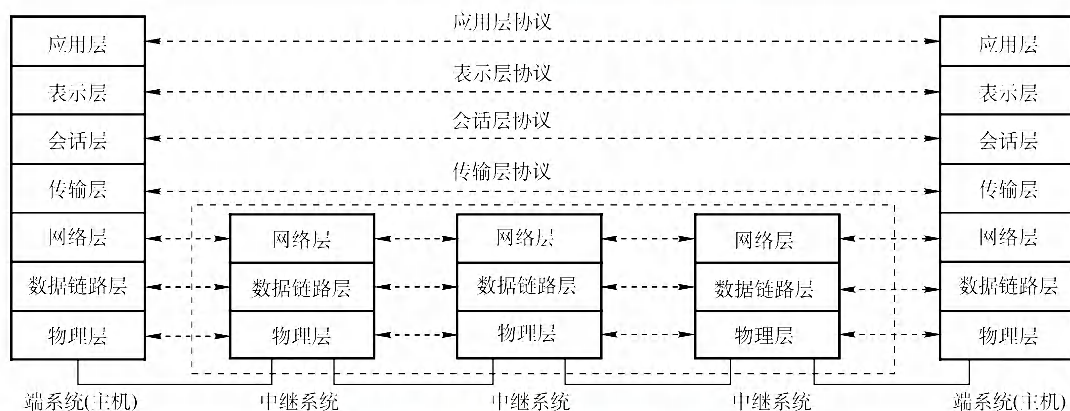 应用层协议
应用层
应用层
表示层协议
表示层
表示层
会话层协议
会话层
会话层
传输层协议
传输层
传输层
网络层
网络层
网络层
网络层
网络层
数据链路层
数据链路层
数据链路层
数据链路层
数据链路层
物理层
物理层
物理层
物理层
物理层
端系统(主机)
中继系统
中继系统
中继系统
端系统(主机)